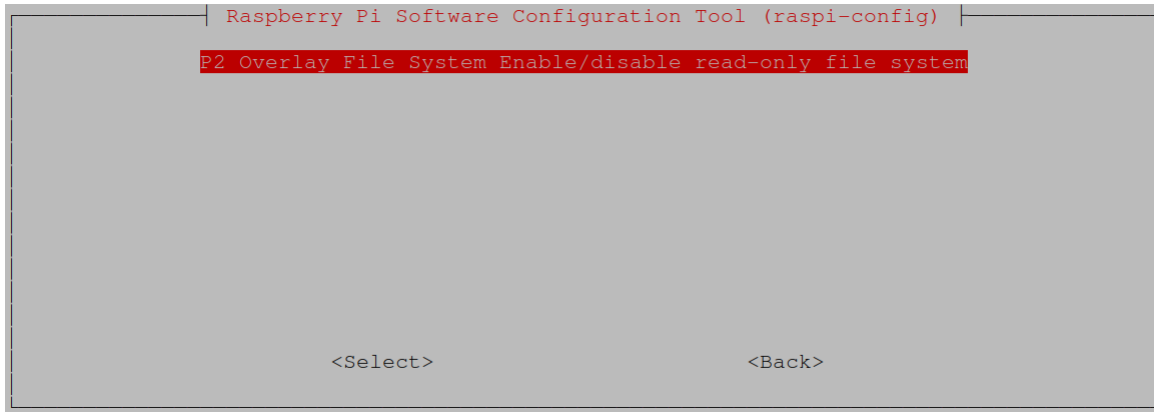 Raspberry Pi Software Configuration Tool (raspi-config)
P2 Overlay File System Enable/disable read-only file system
<Select> <Back>